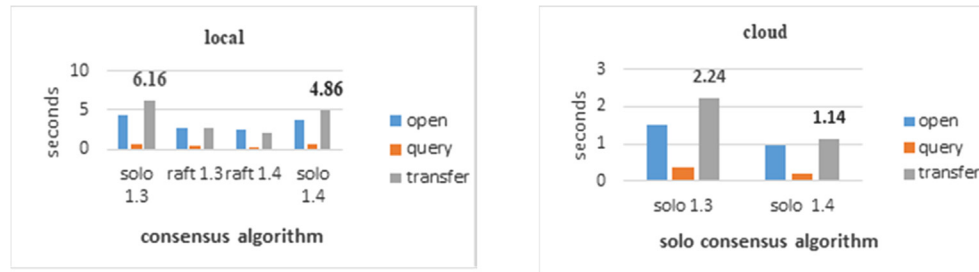 local
10
5
0
seconds
6.16
4.86
solo 1.3
raft 1.3
raft 1.4
solo 1.4
consensus algorithm
open
query
transfer
cloud
3
2
1
0
seconds
2.24
1.14
solo 1.3
solo 1.4
solo consensus algorithm
open
query
transfer